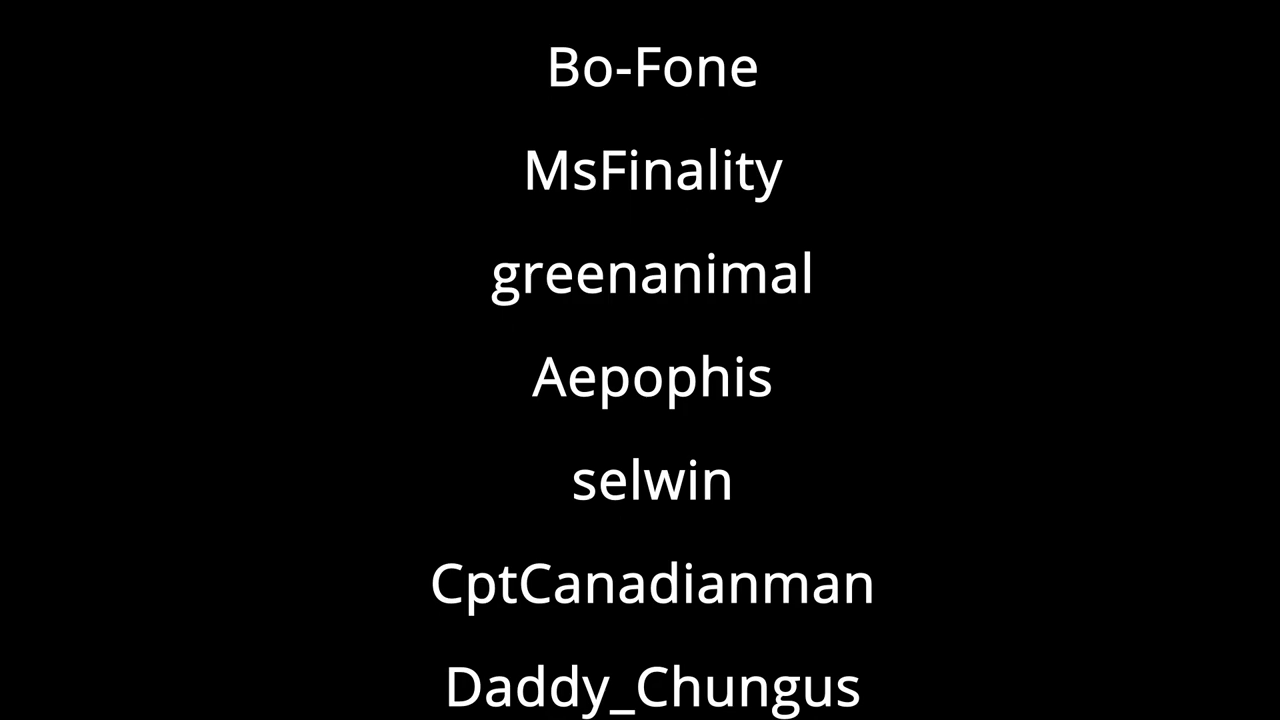 Bo-Fone
MsFinality
greenanimal
Aepophis
selwin
CptCanadianman
Daddy_Chungus